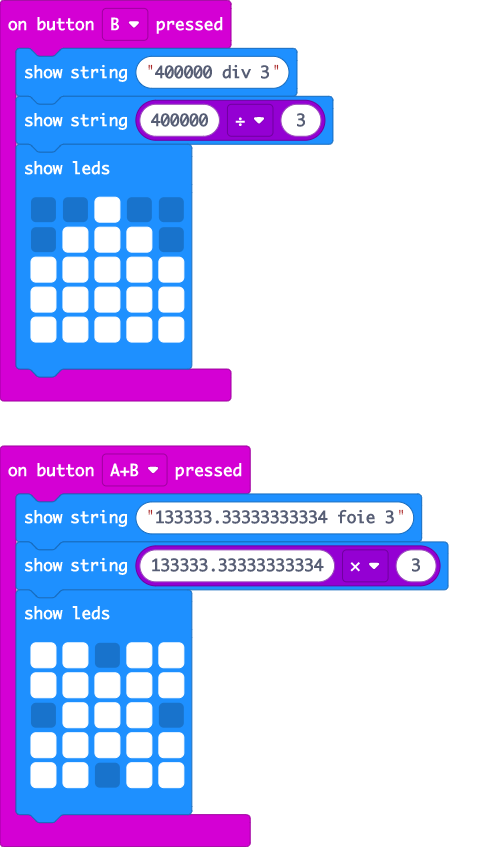 on button B pressed
show string "400000 div 3"
show string 400000 ÷ 3
show leds
on button A+B pressed
show string "133333.33333333334 foie 3"
show string 133333.33333333334 × 3
show leds